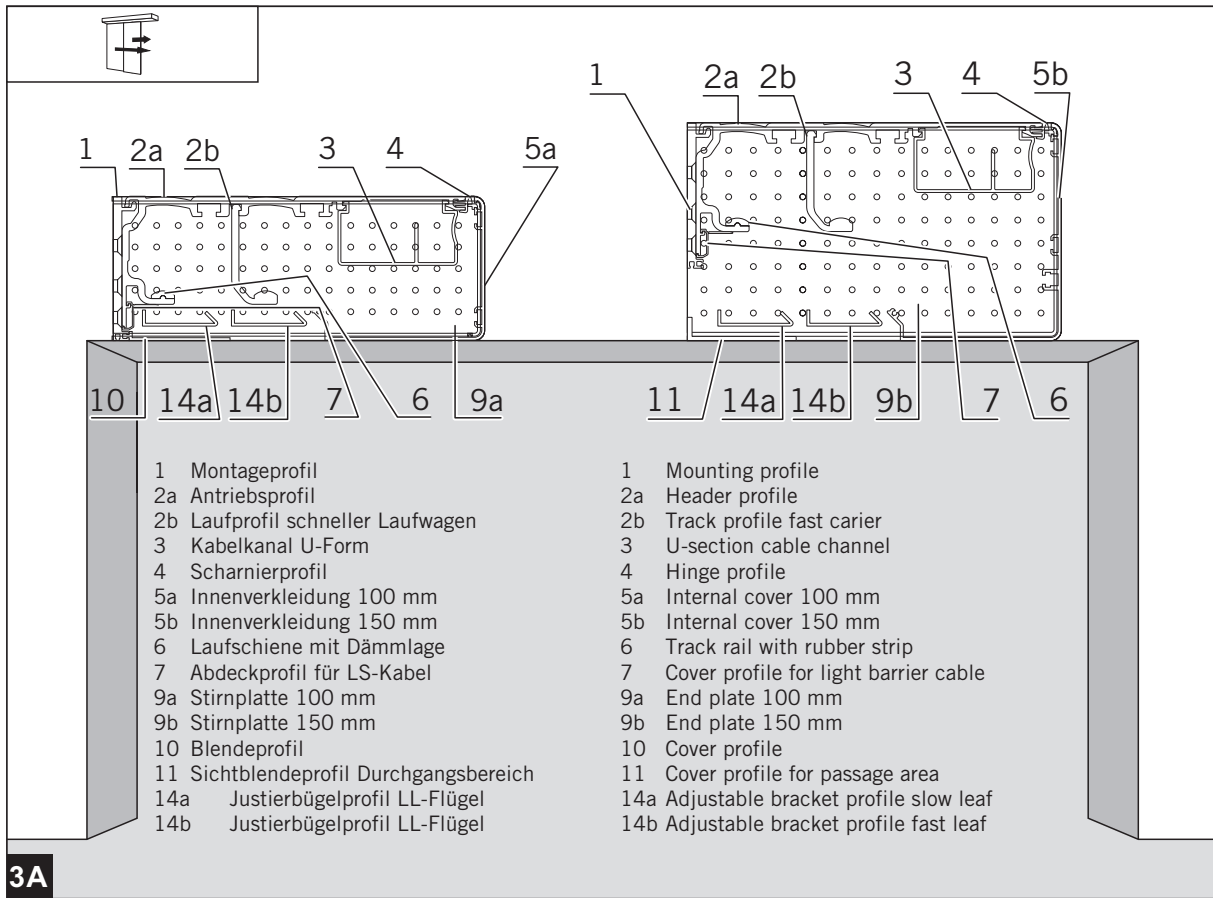 1 2a 2b 3 4 5a
1 2a 2b 3 4 5b
10 14a 14b 7 6 9a
11 14a 14b 9b 7 6
1 Montageprofil
2a Antriebsprofil
2b Laufprofil schneller Laufwagen
3 Kabelkanal U-Form
4 Scharnierprofil
5a Innenverkleidung 100 mm
5b Innenverkleidung 150 mm
6 Laufschiene mit Dämmlage
7 Abdeckprofil für LS-Kabel
9a Stirnplatte 100 mm
9b Stirnplatte 150 mm
10 Blendeprofil
11 Sichtblendeprofil Durchgangsbereich
14a Justierbügelprofil LL-Flügel
14b Justierbügelprofil LL-Flügel
1 Mounting profile
2a Header profile
2b Track profile fast carier
3 U-section cable channel
4 Hinge profile
5a Internal cover 100 mm
5b Internal cover 150 mm
6 Track rail with rubber strip
7 Cover profile for light barrier cable
9a End plate 100 mm
9b End plate 150 mm
10 Cover profile
11 Cover profile for passage area
14a Adjustable bracket profile slow leaf
14b Adjustable bracket profile fast leaf
3A